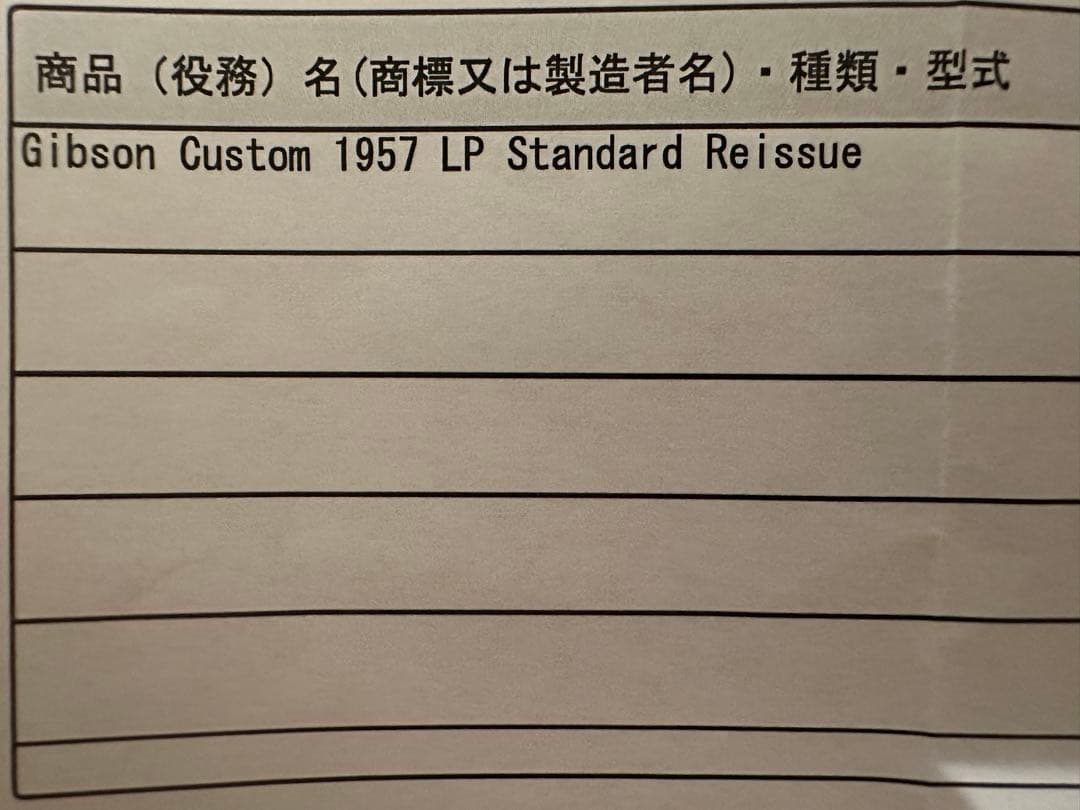 商品（役務）名(商標又は製造者名)・種類・型式
Gibson Custom 1957 LP Standard Reissue